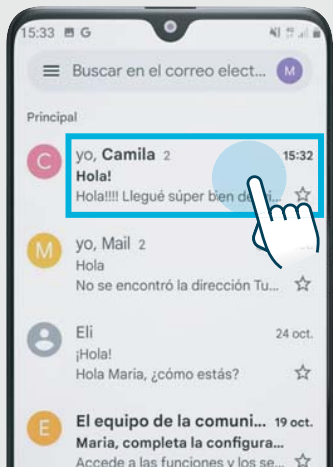 15:33 G
Buscar en el correo elect... M
Principal
C yo, Camila 2 15:32
Hola!
Hola!!!! Llegué súper bien de
M yo, Mail 2
Hola
No se encontró la dirección Tu...
Eli 24 oct.
¡Hola!
Hola Maria, ¿cómo estás?
E El equipo de la comuni... 19 oct.
Maria, completa la configura...
Accede a las funciones y los se...